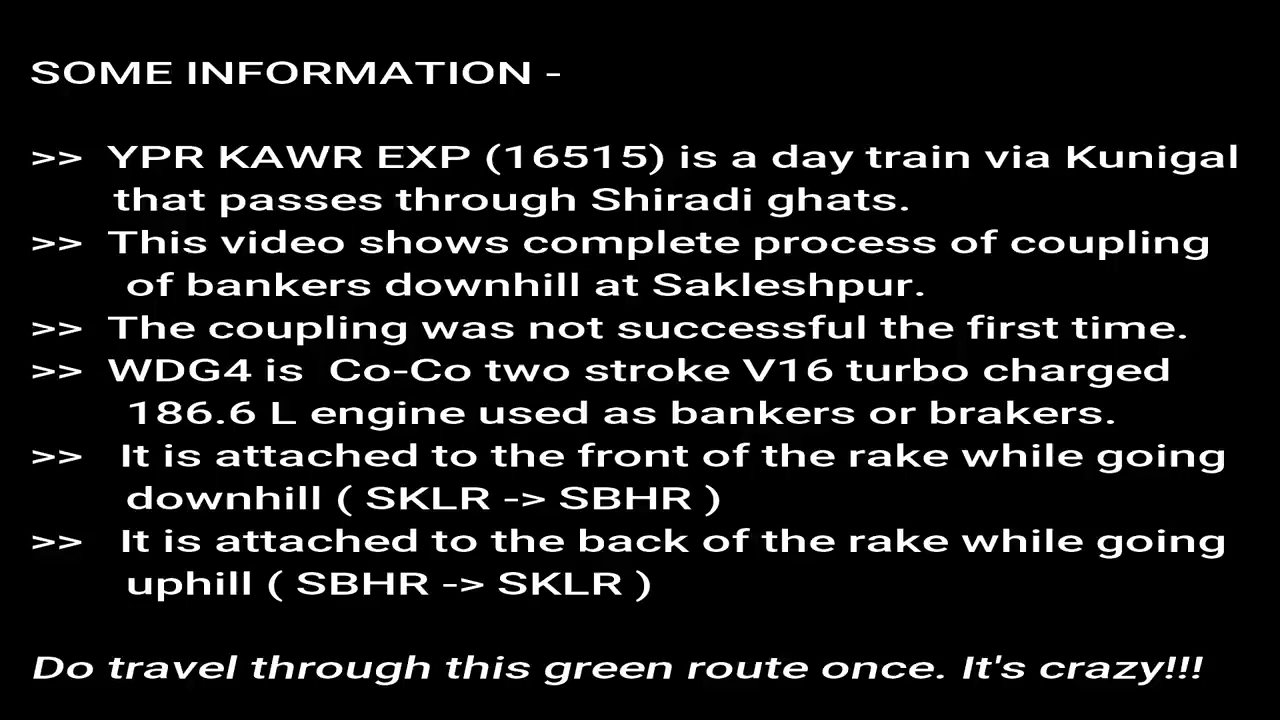 SOME INFORMATION -
>> YPR KAWR EXP (16515) is a day train via Kunigal
that passes through Shiradi ghats.
>> This video shows complete process of coupling
of bankers downhill at Sakleshpur.
>> The coupling was not successful the first time.
>> WDG4 is Co-Co two stroke V16 turbo charged
186.6 L engine used as bankers or brakers.
>> It is attached to the front of the rake while going
downhill ( SKLR -> SBHR )
>> It is attached to the back of the rake while going
uphill ( SBHR -> SKLR )
Do travel through this green route once. It's crazy!!!